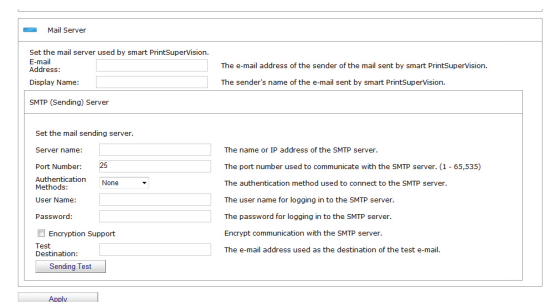 Mail Server
Set the mail server used by smart PrintSuperVision.
E-mail Address: The e-mail address of the sender of the mail sent by smart PrintSuperVision.
Display Name: The sender's name of the e-mail sent by smart PrintSuperVision.
SMTP (Sending) Server
Set the mail sending server.
Server name: The name or IP address of the SMTP server.
Port Number: 25 The port number used to communicate with the SMTP server. (1 - 65,535)
Authentication Methods: None The authentication method used to connect to the SMTP server.
User Name: The user name for logging in to the SMTP server.
Password: The password for logging in to the SMTP server.
Encryption Support Encrypt communication with the SMTP server.
Test Destination: The e-mail address used as the destination of the test e-mail.
Sending Test
Apply